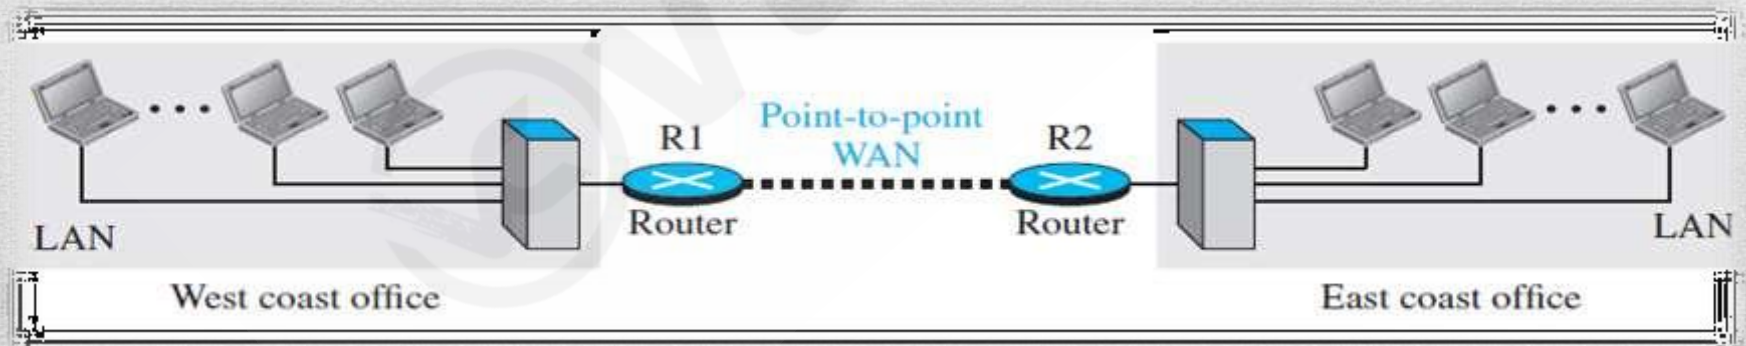 Point-to-point
WAN
R1
R2
Router
Router
LAN
LAN
West coast office
East coast office